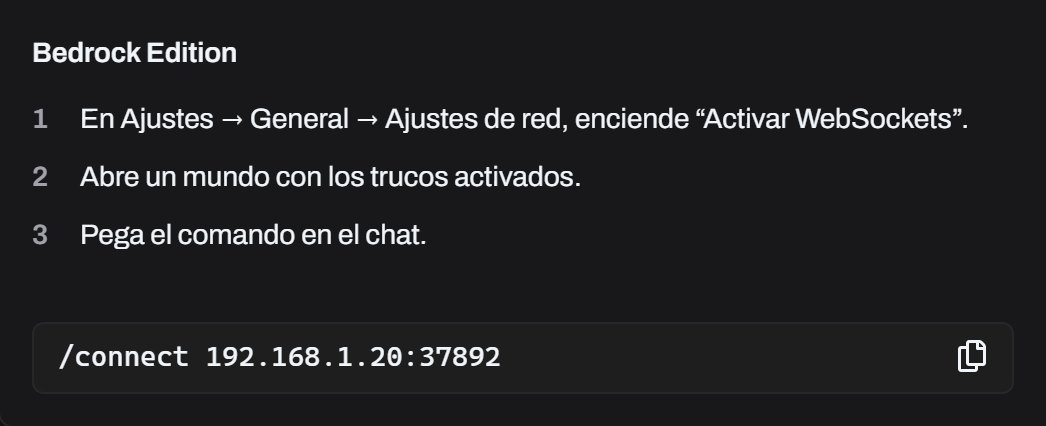 Bedrock Edition
1 En Ajustes → General → Ajustes de red, enciende “Activar WebSockets”.
2 Abre un mundo con los trucos activados.
3 Pega el comando en el chat.
/connect 192.168.1.20:37892